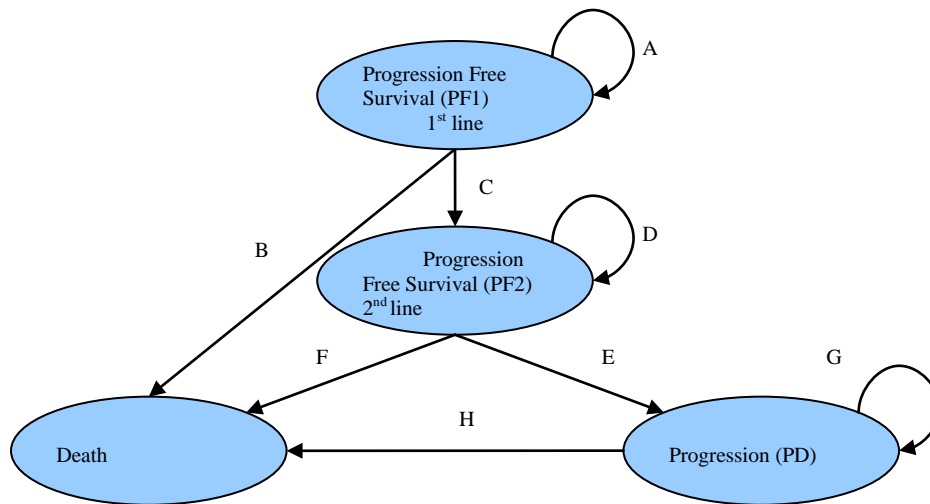 A
Progression Free
Survival (PF1)
1st line
C
B
D
Progression
Free Survival (PF2)
2nd line
F
E
G
H
Death
Progression (PD)